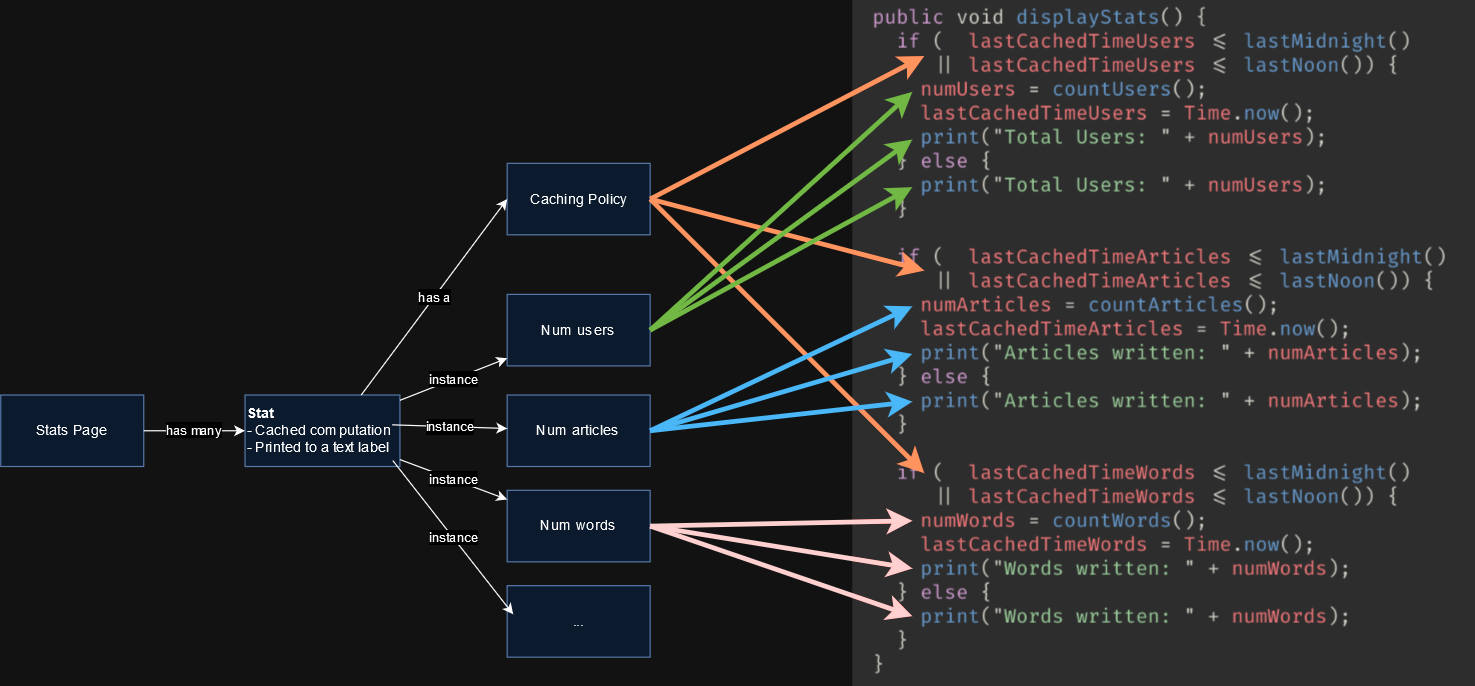 Stats Page
has many
Stat
- Cached computation
- Printed to a text label
has a
instance
instance
instance
instance
Caching Policy
Num users
Num articles
Num words
...
public void displayStats() {
if (  lastCachedTimeUsers ⩽ lastMidnight()
|| lastCachedTimeUsers ⩽ lastNoon()) {
numUsers = countUsers();
lastCachedTimeUsers = Time.now();
print("Total Users: " + numUsers);
} else {
print("Total Users: " + numUsers);
}
if (  lastCachedTimeArticles ⩽ lastMidnight()
|| lastCachedTimeArticles ⩽ lastNoon()) {
numArticles = countArticles();
lastCachedTimeArticles = Time.now();
print("Articles written: " + numArticles);
} else {
print("Articles written: " + numArticles);
}
if (  lastCachedTimeWords ⩽ lastMidnight()
|| lastCachedTimeWords ⩽ lastNoon()) {
numWords = countWords();
lastCachedTimeWords = Time.now();
print("Words written: " + numWords);
} else {
print("Words written: " + numWords);
}
}